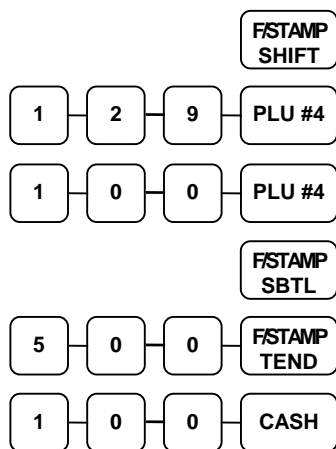 F/STAMP
SHIFT
1 2 9 PLU #4
1 0 0 PLU #4
F/STAMP
SBTL
5 0 0 F/STAMP
TEND
1 0 0 CASH